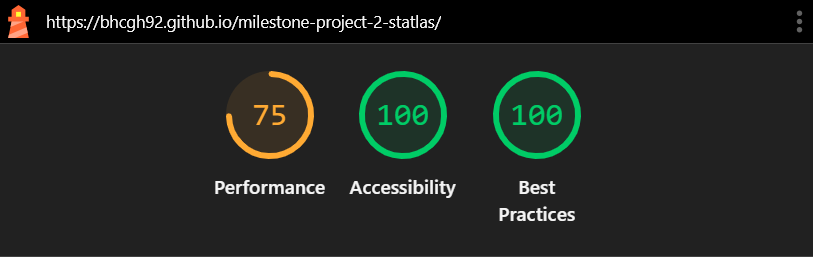 https://bhcgh92.github.io/milestone-project-2-statlas/
75
100
100
Performance
Accessibility
Best
Practices